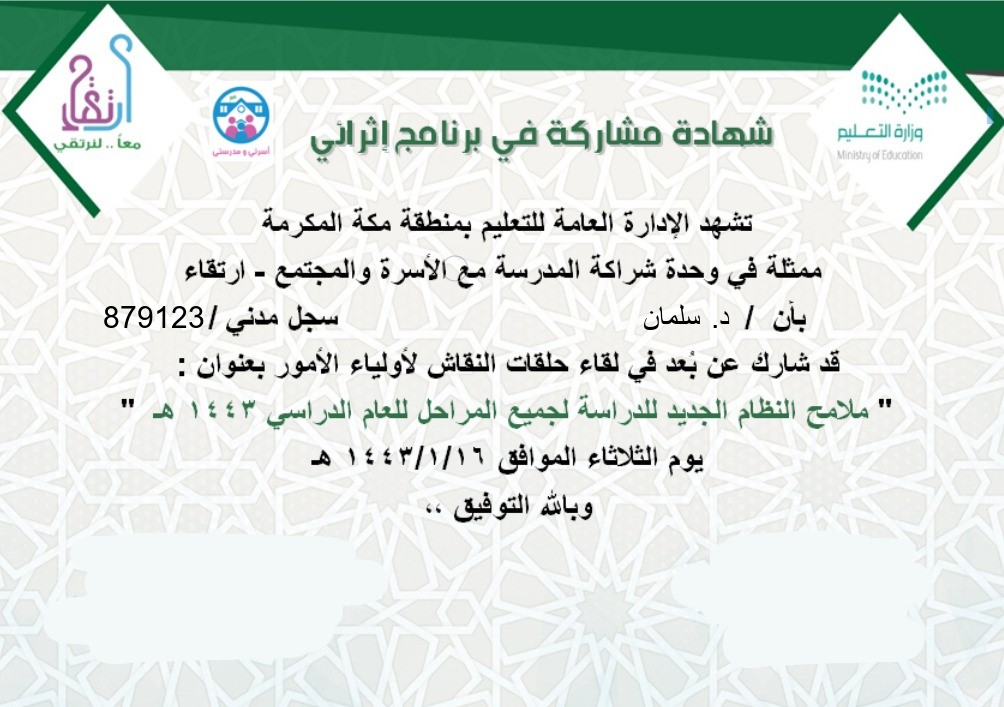 ارتقاء
معاً .. لنرتقي
أسرتي و مدرستي
شهادة مشاركة في برنامج إثرائي
وزارة التعليم
Ministry of Education
تشهد الإدارة العامة للتعليم بمنطقة مكة المكرمة
ممثلة في وحدة شراكة المدرسة مع الأسرة والمجتمع - ارتقاء
بأن / د. سلمان سجل مدني /879123
قد شارك عن بُعد في لقاء حلقات النقاش لأولياء الأمور بعنوان :
" ملامح النظام الجديد للدراسة لجميع المراحل للعام الدراسي ١٤٤٣ هـ "
يوم الثلاثاء الموافق ١٤٤٣/١/١٦ هـ
وبالله التوفيق ،،